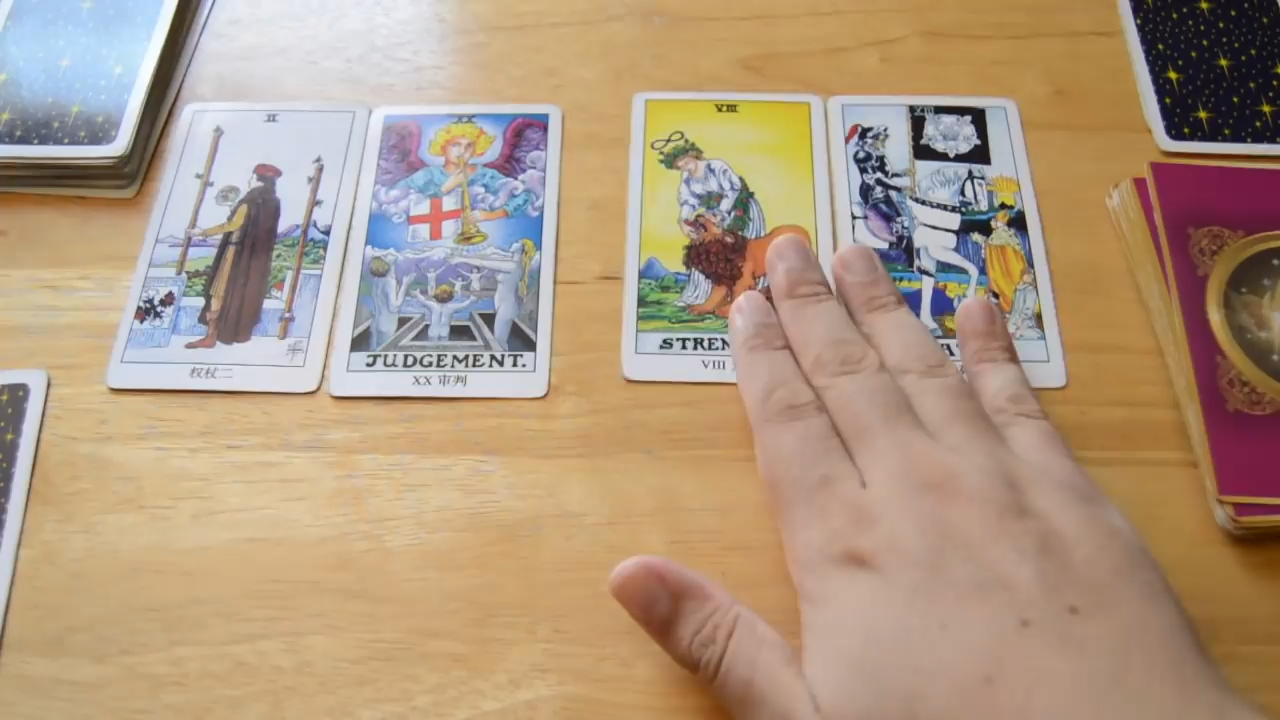 II
权杖二
XX
JUDGEMENT.
XX 审判
VIII
STREN
VIII
XIII
A